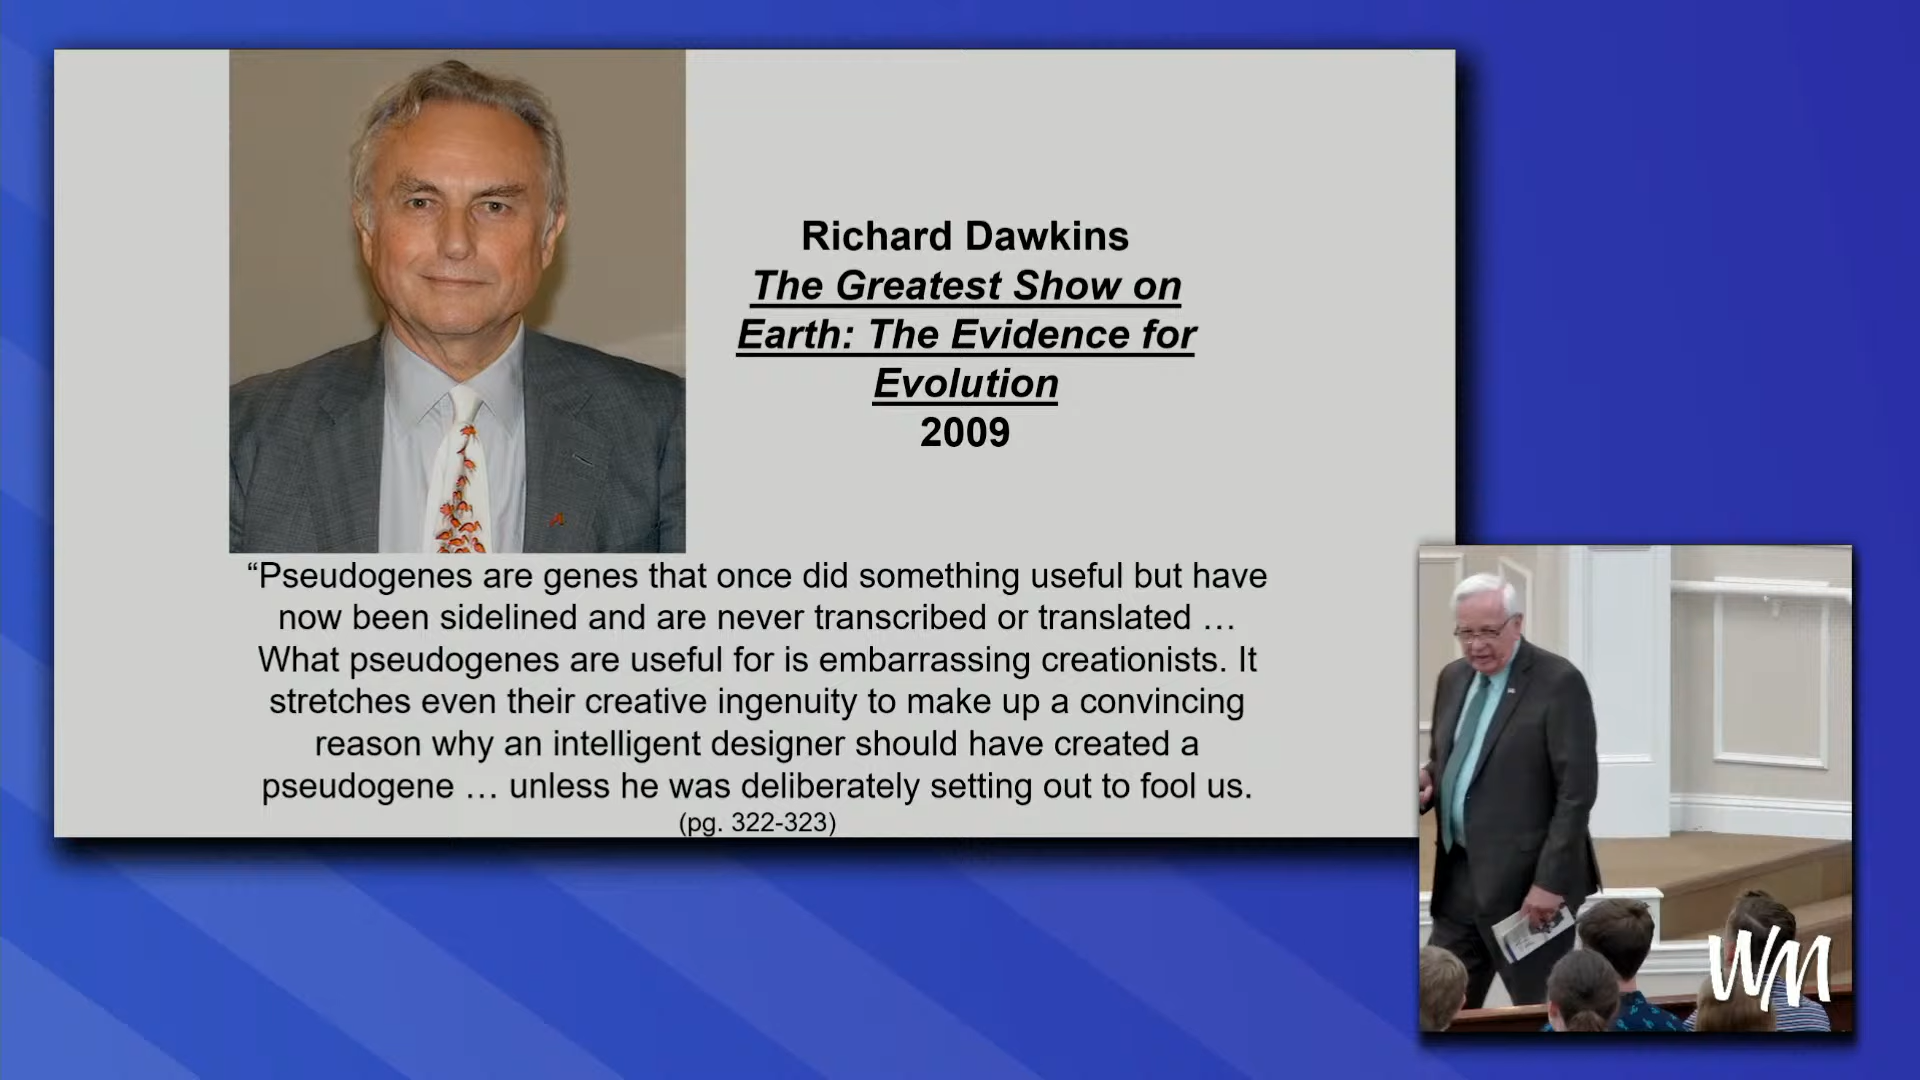 Richard Dawkins
The Greatest Show on
Earth: The Evidence for
Evolution
2009
“Pseudogenes are genes that once did something useful but have
now been sidelined and are never transcribed or translated …
What pseudogenes are useful for is embarrassing creationists. It
stretches even their creative ingenuity to make up a convincing
reason why an intelligent designer should have created a
pseudogene … unless he was deliberately setting out to fool us.
(pg. 322-323)
WM